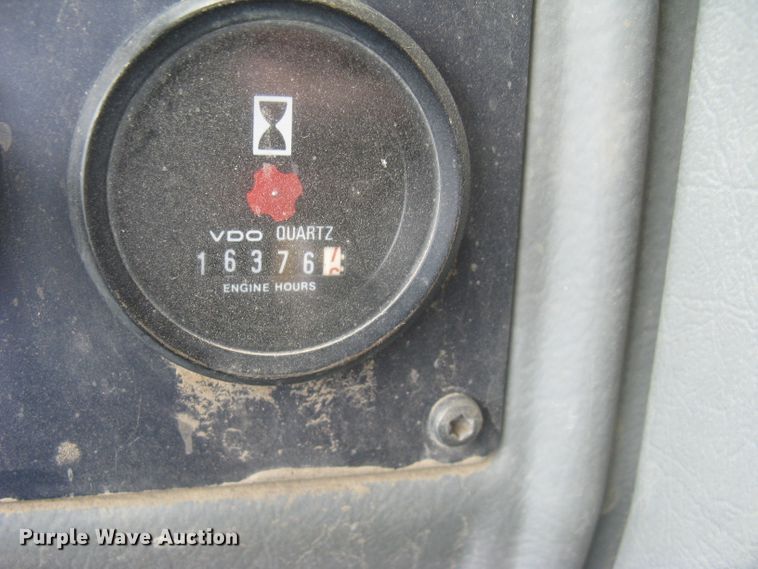 VDO QUARTZ
16376
ENGINE HOURS
Purple Wave Auction